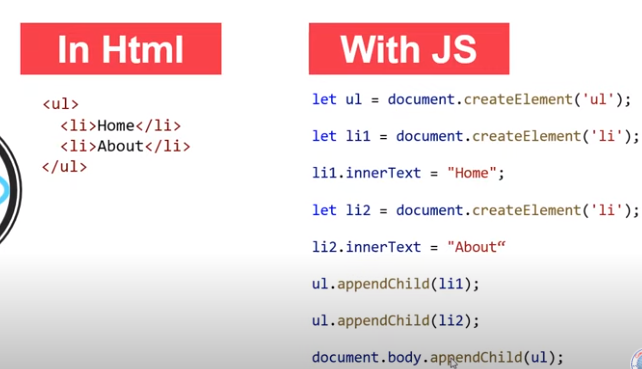 In Html
<ul>
<li>Home</li>
<li>About</li>
</ul>
With JS
let ul = document.createElement('ul');
let li1 = document.createElement('li');
li1.innerText = "Home";
let li2 = document.createElement('li');
li2.innerText = "About“
ul.appendChild(li1);
ul.appendChild(li2);
document.body.appendChild(ul);